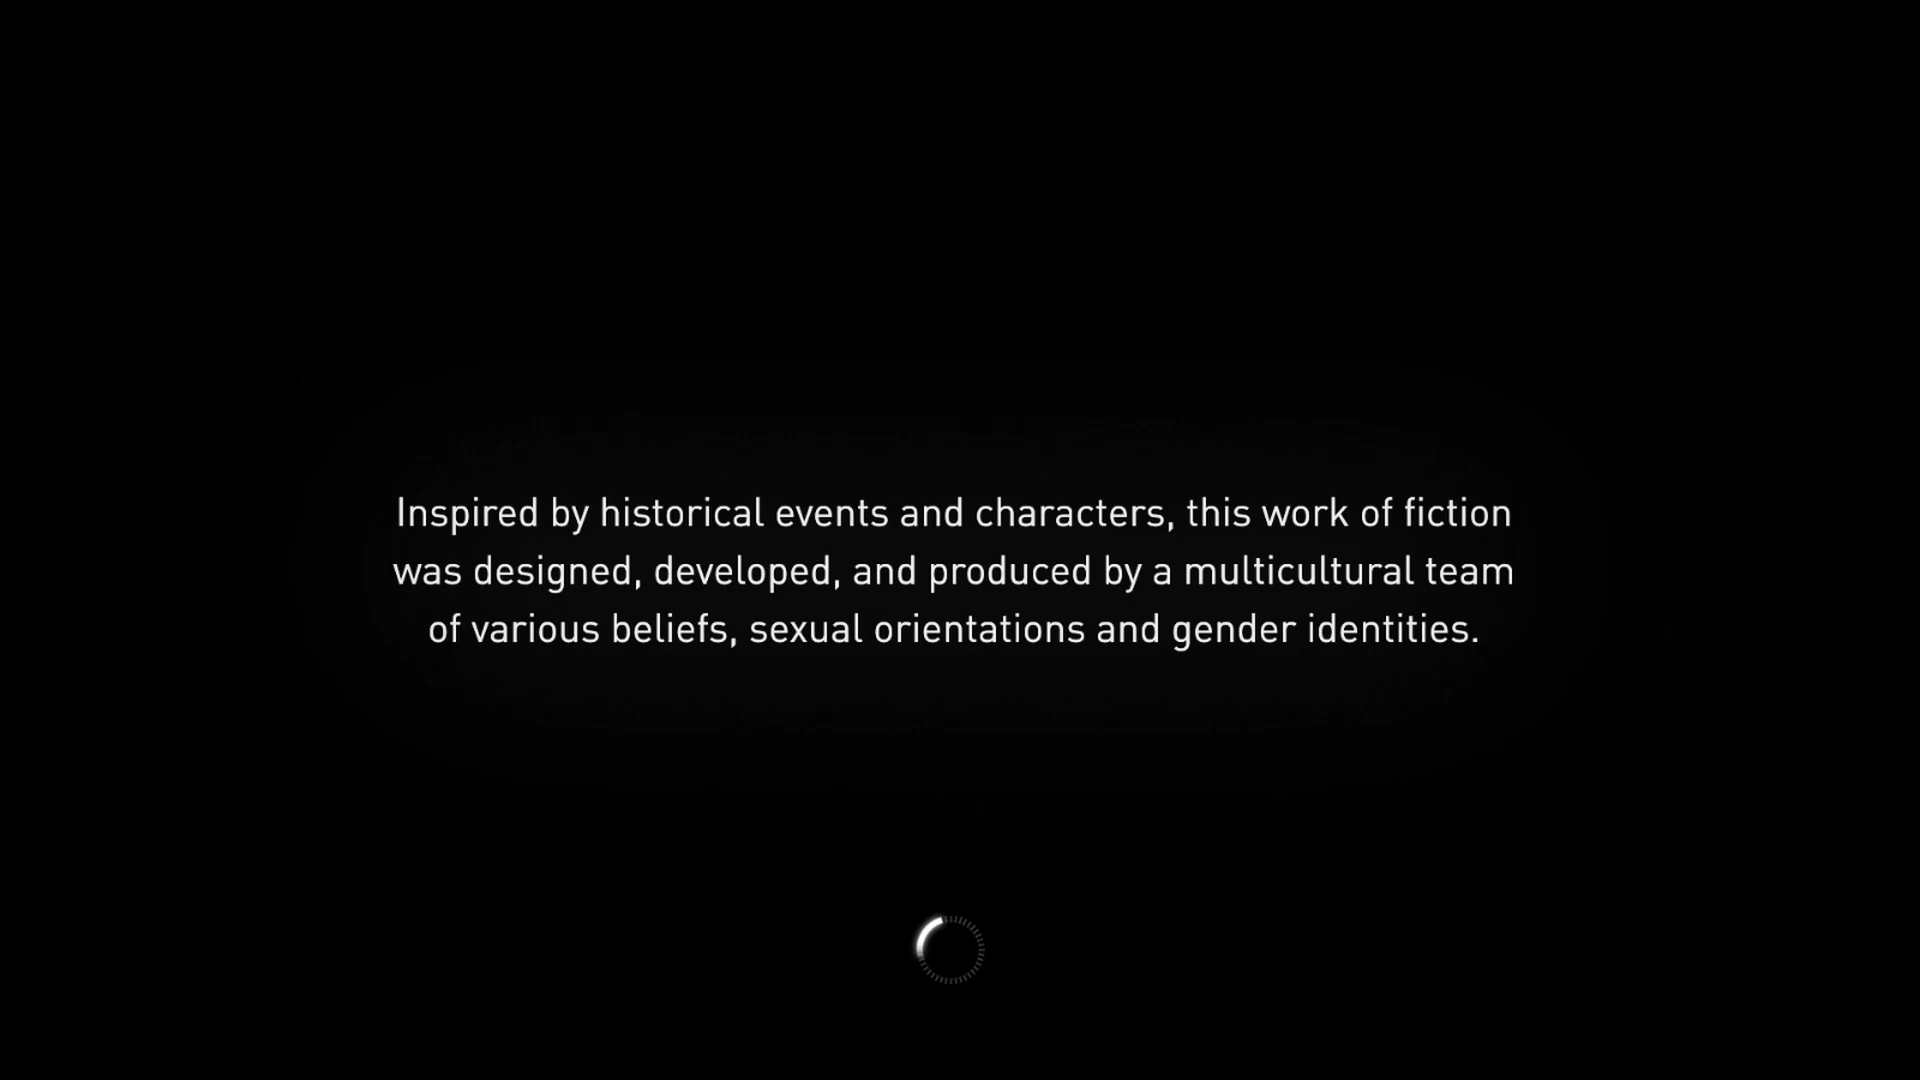 Inspired by historical events and characters, this work of fiction
was designed, developed, and produced by a multicultural team
of various beliefs, sexual orientations and gender identities.